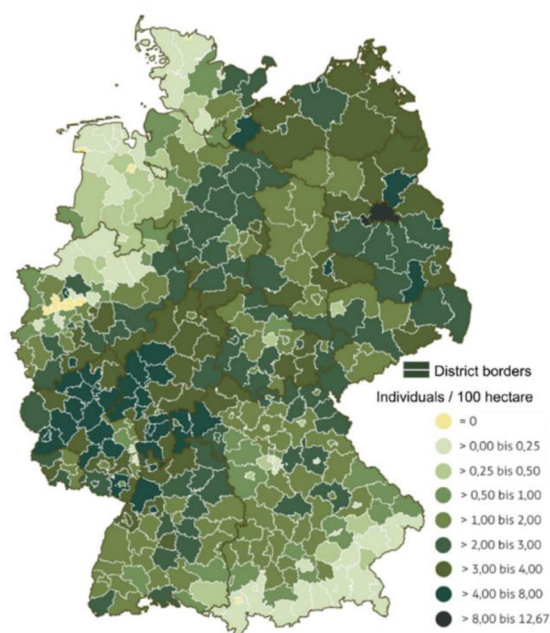 District borders
Individuals / 100 hectare
= 0
> 0,00 bis 0,25
> 0,25 bis 0,50
> 0,50 bis 1,00
> 1,00 bis 2,00
> 2,00 bis 3,00
> 3,00 bis 4,00
> 4,00 bis 8,00
> 8,00 bis 12,67